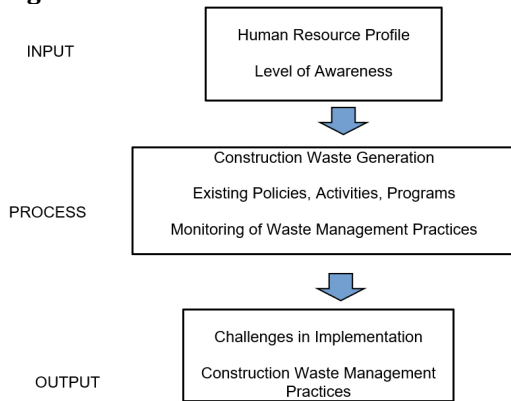 INPUT
Human Resource Profile
Level of Awareness
PROCESS
Construction Waste Generation
Existing Policies, Activities, Programs
Monitoring of Waste Management Practices
OUTPUT
Challenges in Implementation
Construction Waste Management
Practices